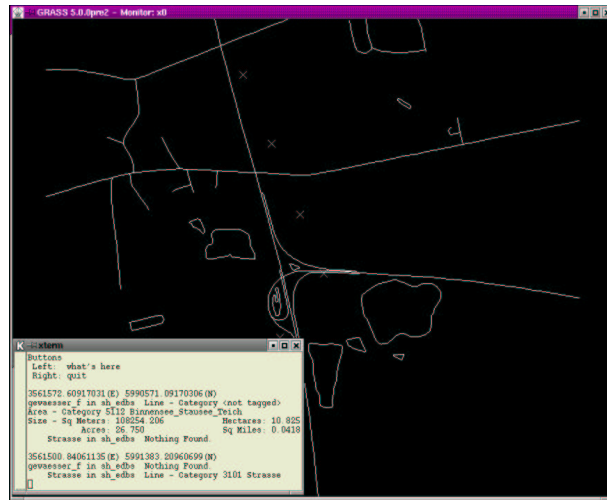 GRASS 5.0.0pre2 - Monitor: x0
xterm
Buttons
Left: what's here
Right: quit
3561572.60917031(E) 5990571.09170306(N)
gewaesser_f in sh_edbs Line - Category <not tagged>
Area - Category 5112 Binnensee_Stausee_Teich
Size - Sq Meters: 108254.206 Hectares: 10.825
Acres: 26.750 Sq Miles: 0.0418
Strasse in sh_edbs Nothing Found.
3561500.84061135(E) 5991383.20960699(N)
gewaesser_f in sh_edbs Nothing Found.
Strasse in sh_edbs Line - Category 3101 Strasse